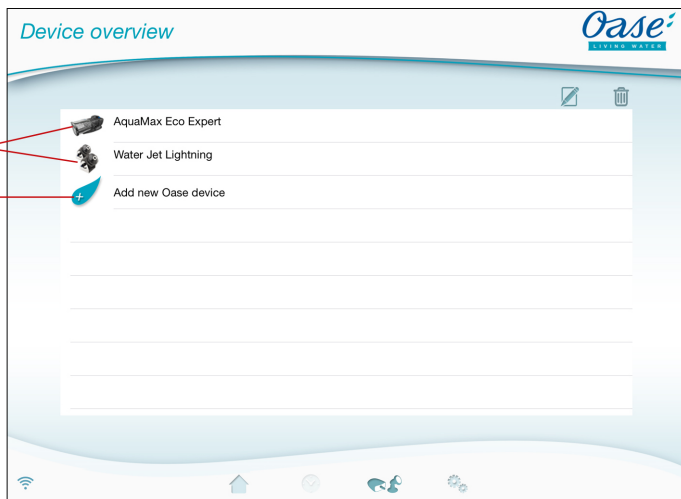 Device overview
Oase
LIVING WATER
AquaMax Eco Expert
Water Jet Lightning
+ Add new Oase device